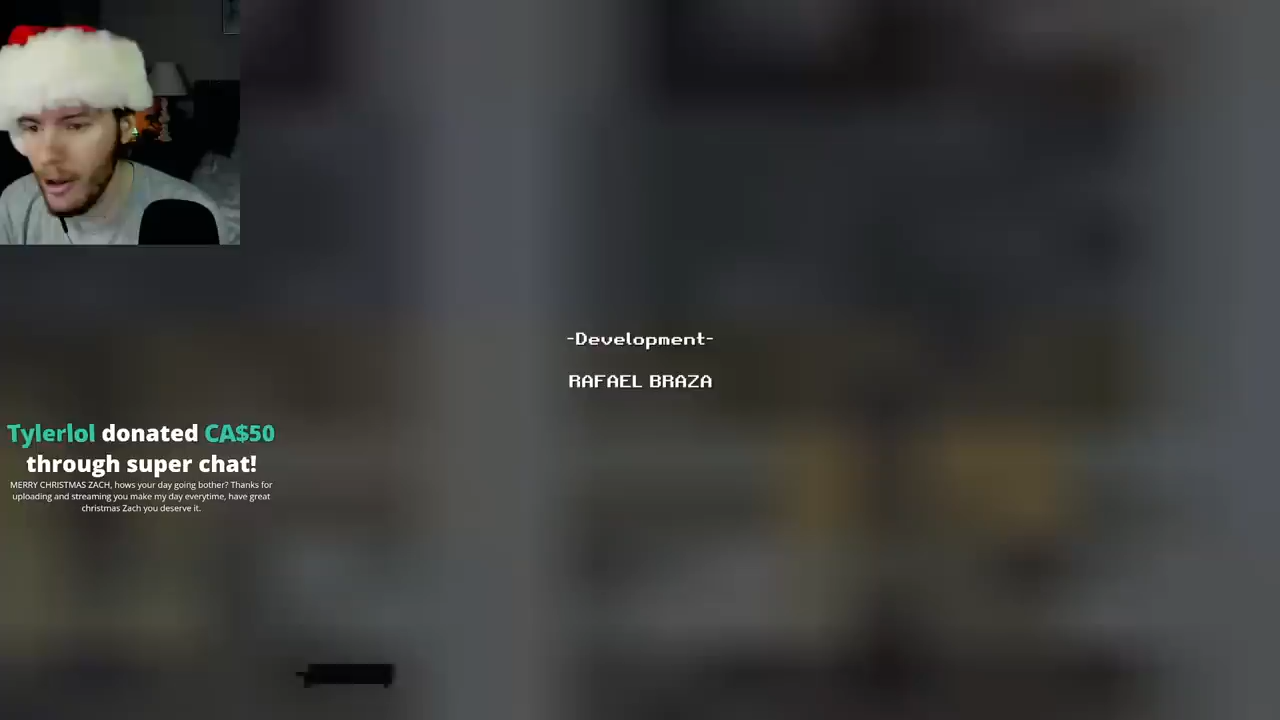 -Development-
RAFAEL BRAZA
Tylerlol donated CA$50
through super chat!
MERRY CHRISTMAS ZACH, hows your day going bother? Thanks for
uploading and streaming you make my day everytime, have great
christmas Zach you deserve it.